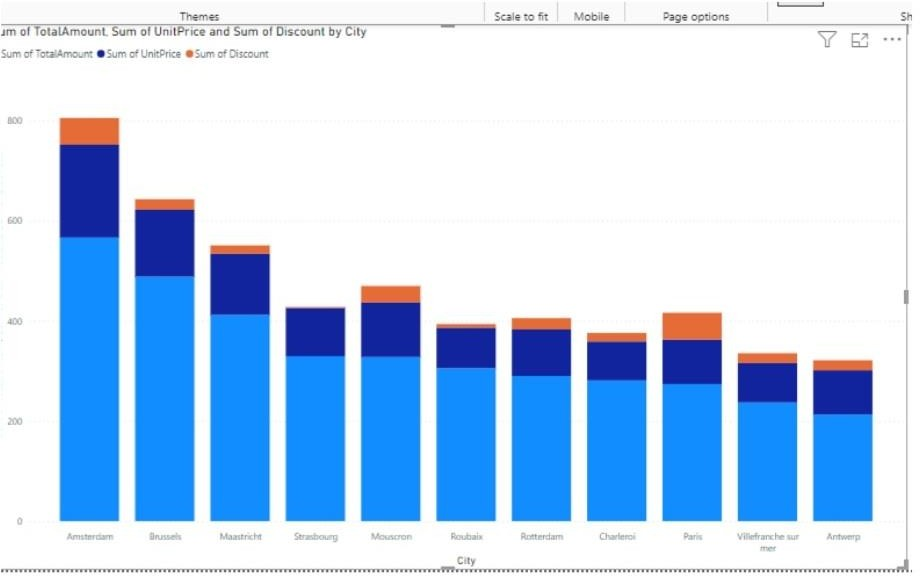 Themes Scale to fit Mobile Page options Sh
um of TotalAmount, Sum of UnitPrice and Sum of Discount by City
Sum of TotalAmount Sum of UnitPrice Sum of Discount
800
600
400
200
0
Amsterdam Brussels Maastricht Strasbourg Mouscron Roubaix Rotterdam Charleroi Paris Villefranche sur Antwerp
mer
City